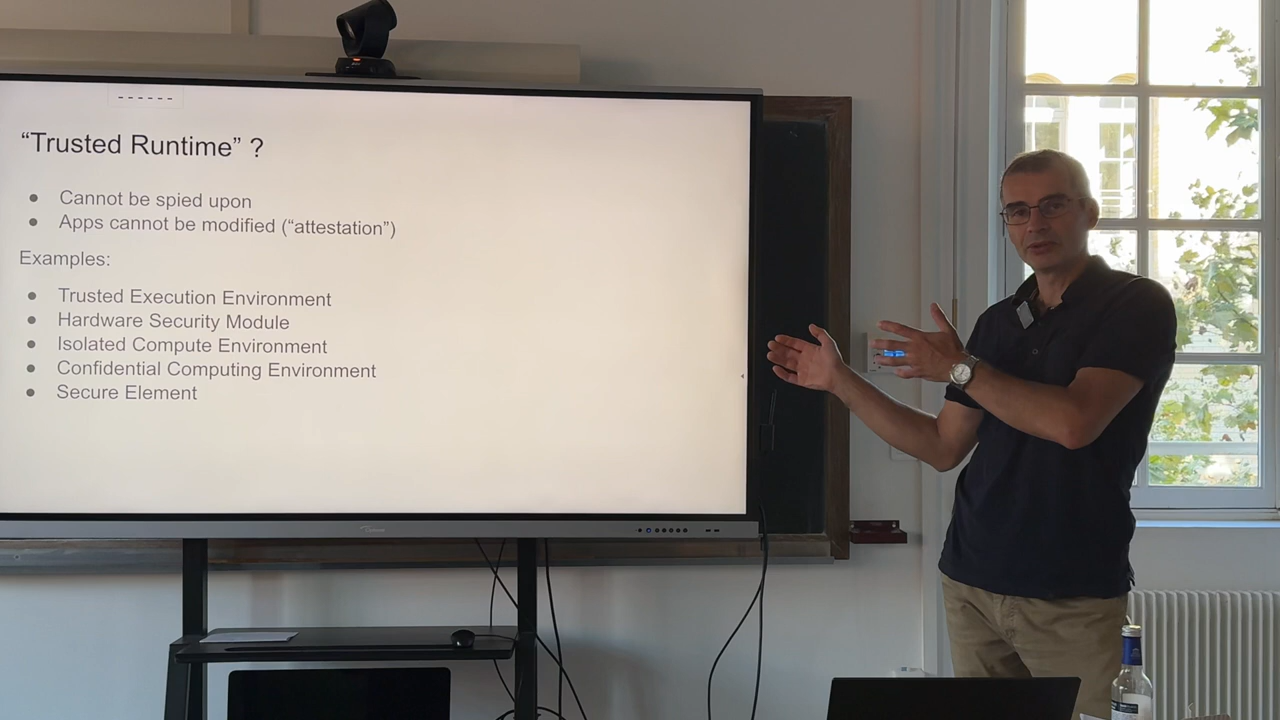 “Trusted Runtime” ?
● Cannot be spied upon
● Apps cannot be modified (“attestation”)
Examples:
● Trusted Execution Environment
● Hardware Security Module
● Isolated Compute Environment
● Confidential Computing Environment
● Secure Element